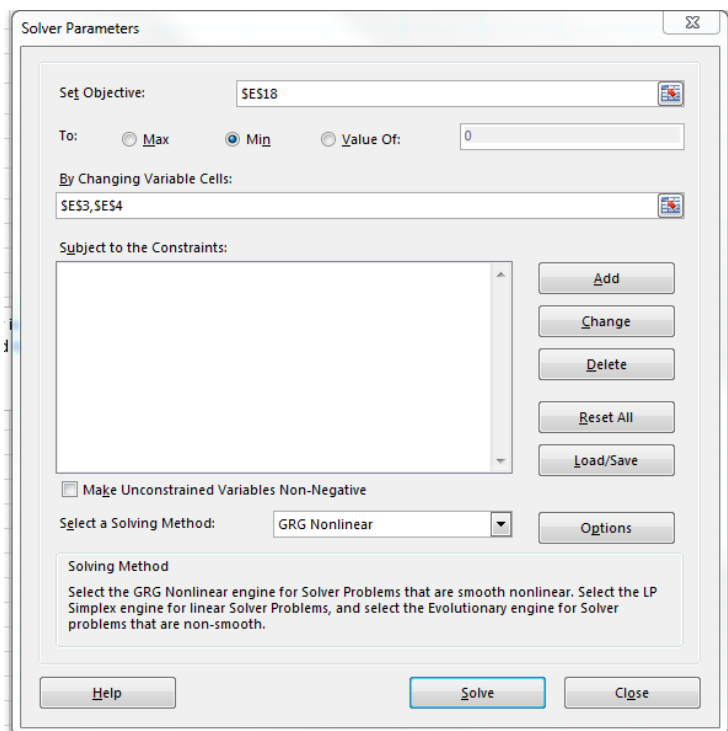 Solver Parameters
Set Objective:
$E$18
To:
Max
Min
Value Of:
0
By Changing Variable Cells:
$E$3,$E$4
Subject to the Constraints:
Add
Change
Delete
Reset All
Load/Save
Make Unconstrained Variables Non-Negative
Select a Solving Method:
GRG Nonlinear
Options
Solving Method
Select the GRG Nonlinear engine for Solver Problems that are smooth nonlinear. Select the LP
Simplex engine for linear Solver Problems, and select the Evolutionary engine for Solver
problems that are non-smooth.
Help
Solve
Close